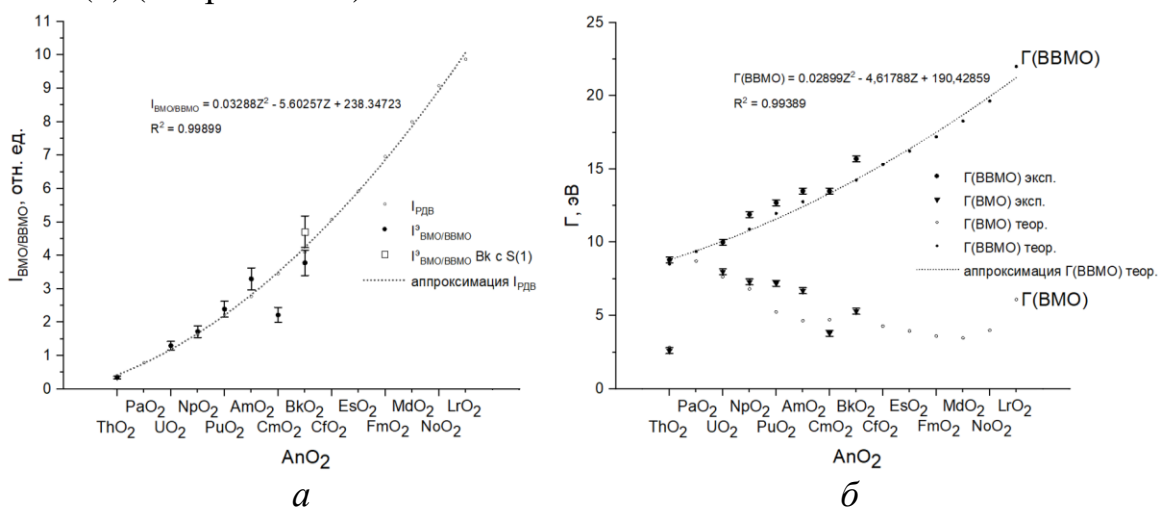 I_ВМО/ВВМО = 0.03288Z² - 5.60257Z + 238.34723
R² = 0.99899
I_ВМО/ВВМО, отн. ед.
11
10
9
8
7
6
5
4
3
2
1
0
I_РДВ
Iᵊ_ВМО/ВВМО
Iᵊ_ВМО/ВВМО Bk с S(1)
аппроксимация I_РДВ
PaO₂ NpO₂ AmO₂ BkO₂ EsO₂ MdO₂ LrO₂
ThO₂ UO₂ PuO₂ CmO₂ CfO₂ FmO₂ NoO₂
AnO₂
а
Г(ВВМО) = 0.02899Z² - 4,61788Z + 190,42859
R² = 0.99389
Г(ВВМО)
Г, эВ
25
20
15
10
5
0
Г(ВВМО) эксп.
Г(ВМО) эксп.
Г(ВМО) теор.
Г(ВВМО) теор.
аппроксимация Г(ВВМО) теор.
Г(ВМО)
PaO₂ NpO₂ AmO₂ BkO₂ EsO₂ MdO₂ LrO₂
ThO₂ UO₂ PuO₂ CmO₂ CfO₂ FmO₂ NoO₂
AnO₂
б